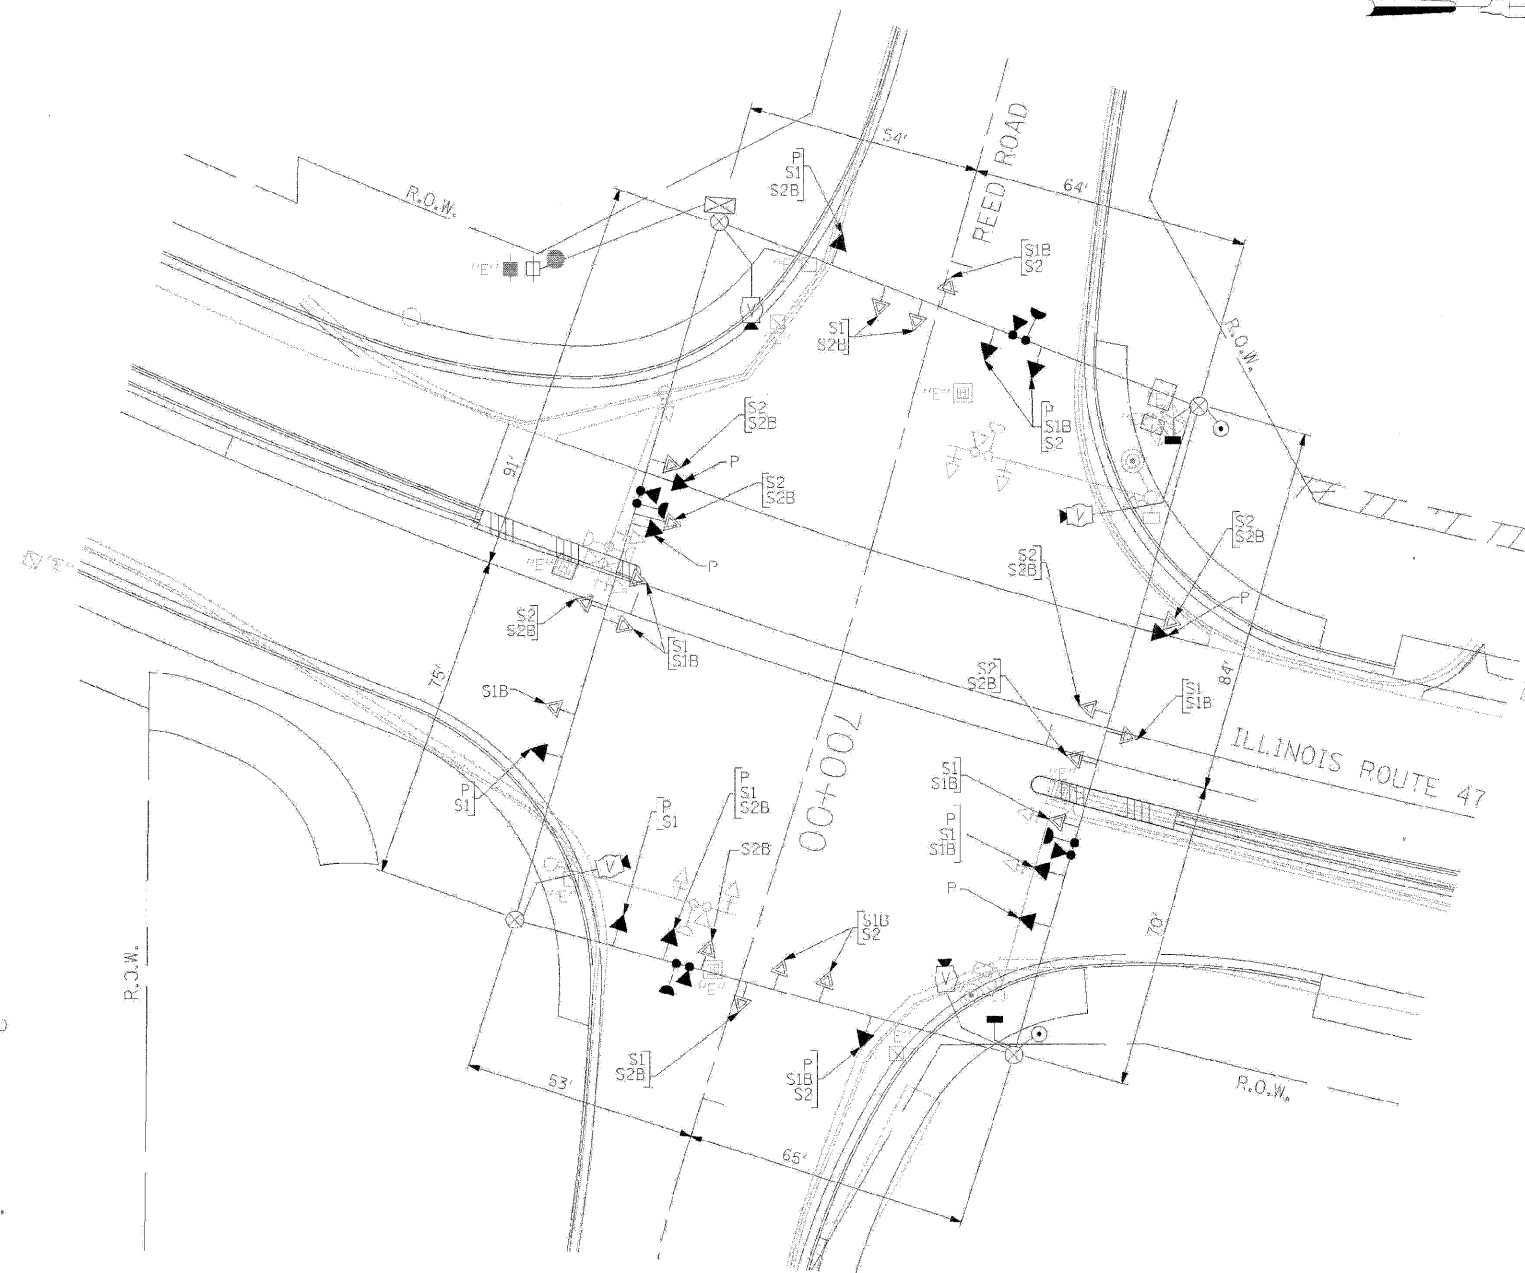 54'
REED ROAD
64'
P
S1
S2B
R.O.W.
"E"
"E"
S1B
S2
V
S1
S2B
R.O.W.
"E"
P
S1B
S2
S2
S2B
P
91'
S2
S2B
V
S2
S2B
"E"
"E"
P
S2
S2B
P
S2
S2B
S1
S1B
75'
S2
S2B
84'
S1B
S1
S1B
ILLINOIS ROUTE 47
P
S1
700+00
S1
S1B
P
S1
S2B
P
S1
P
S1
S1B
S2B
V
"E"
P
S1B
S2
70'
R.O.W.
V
"E"
S1
S2B
53'
P
S1B
S2
R.O.W.
65'